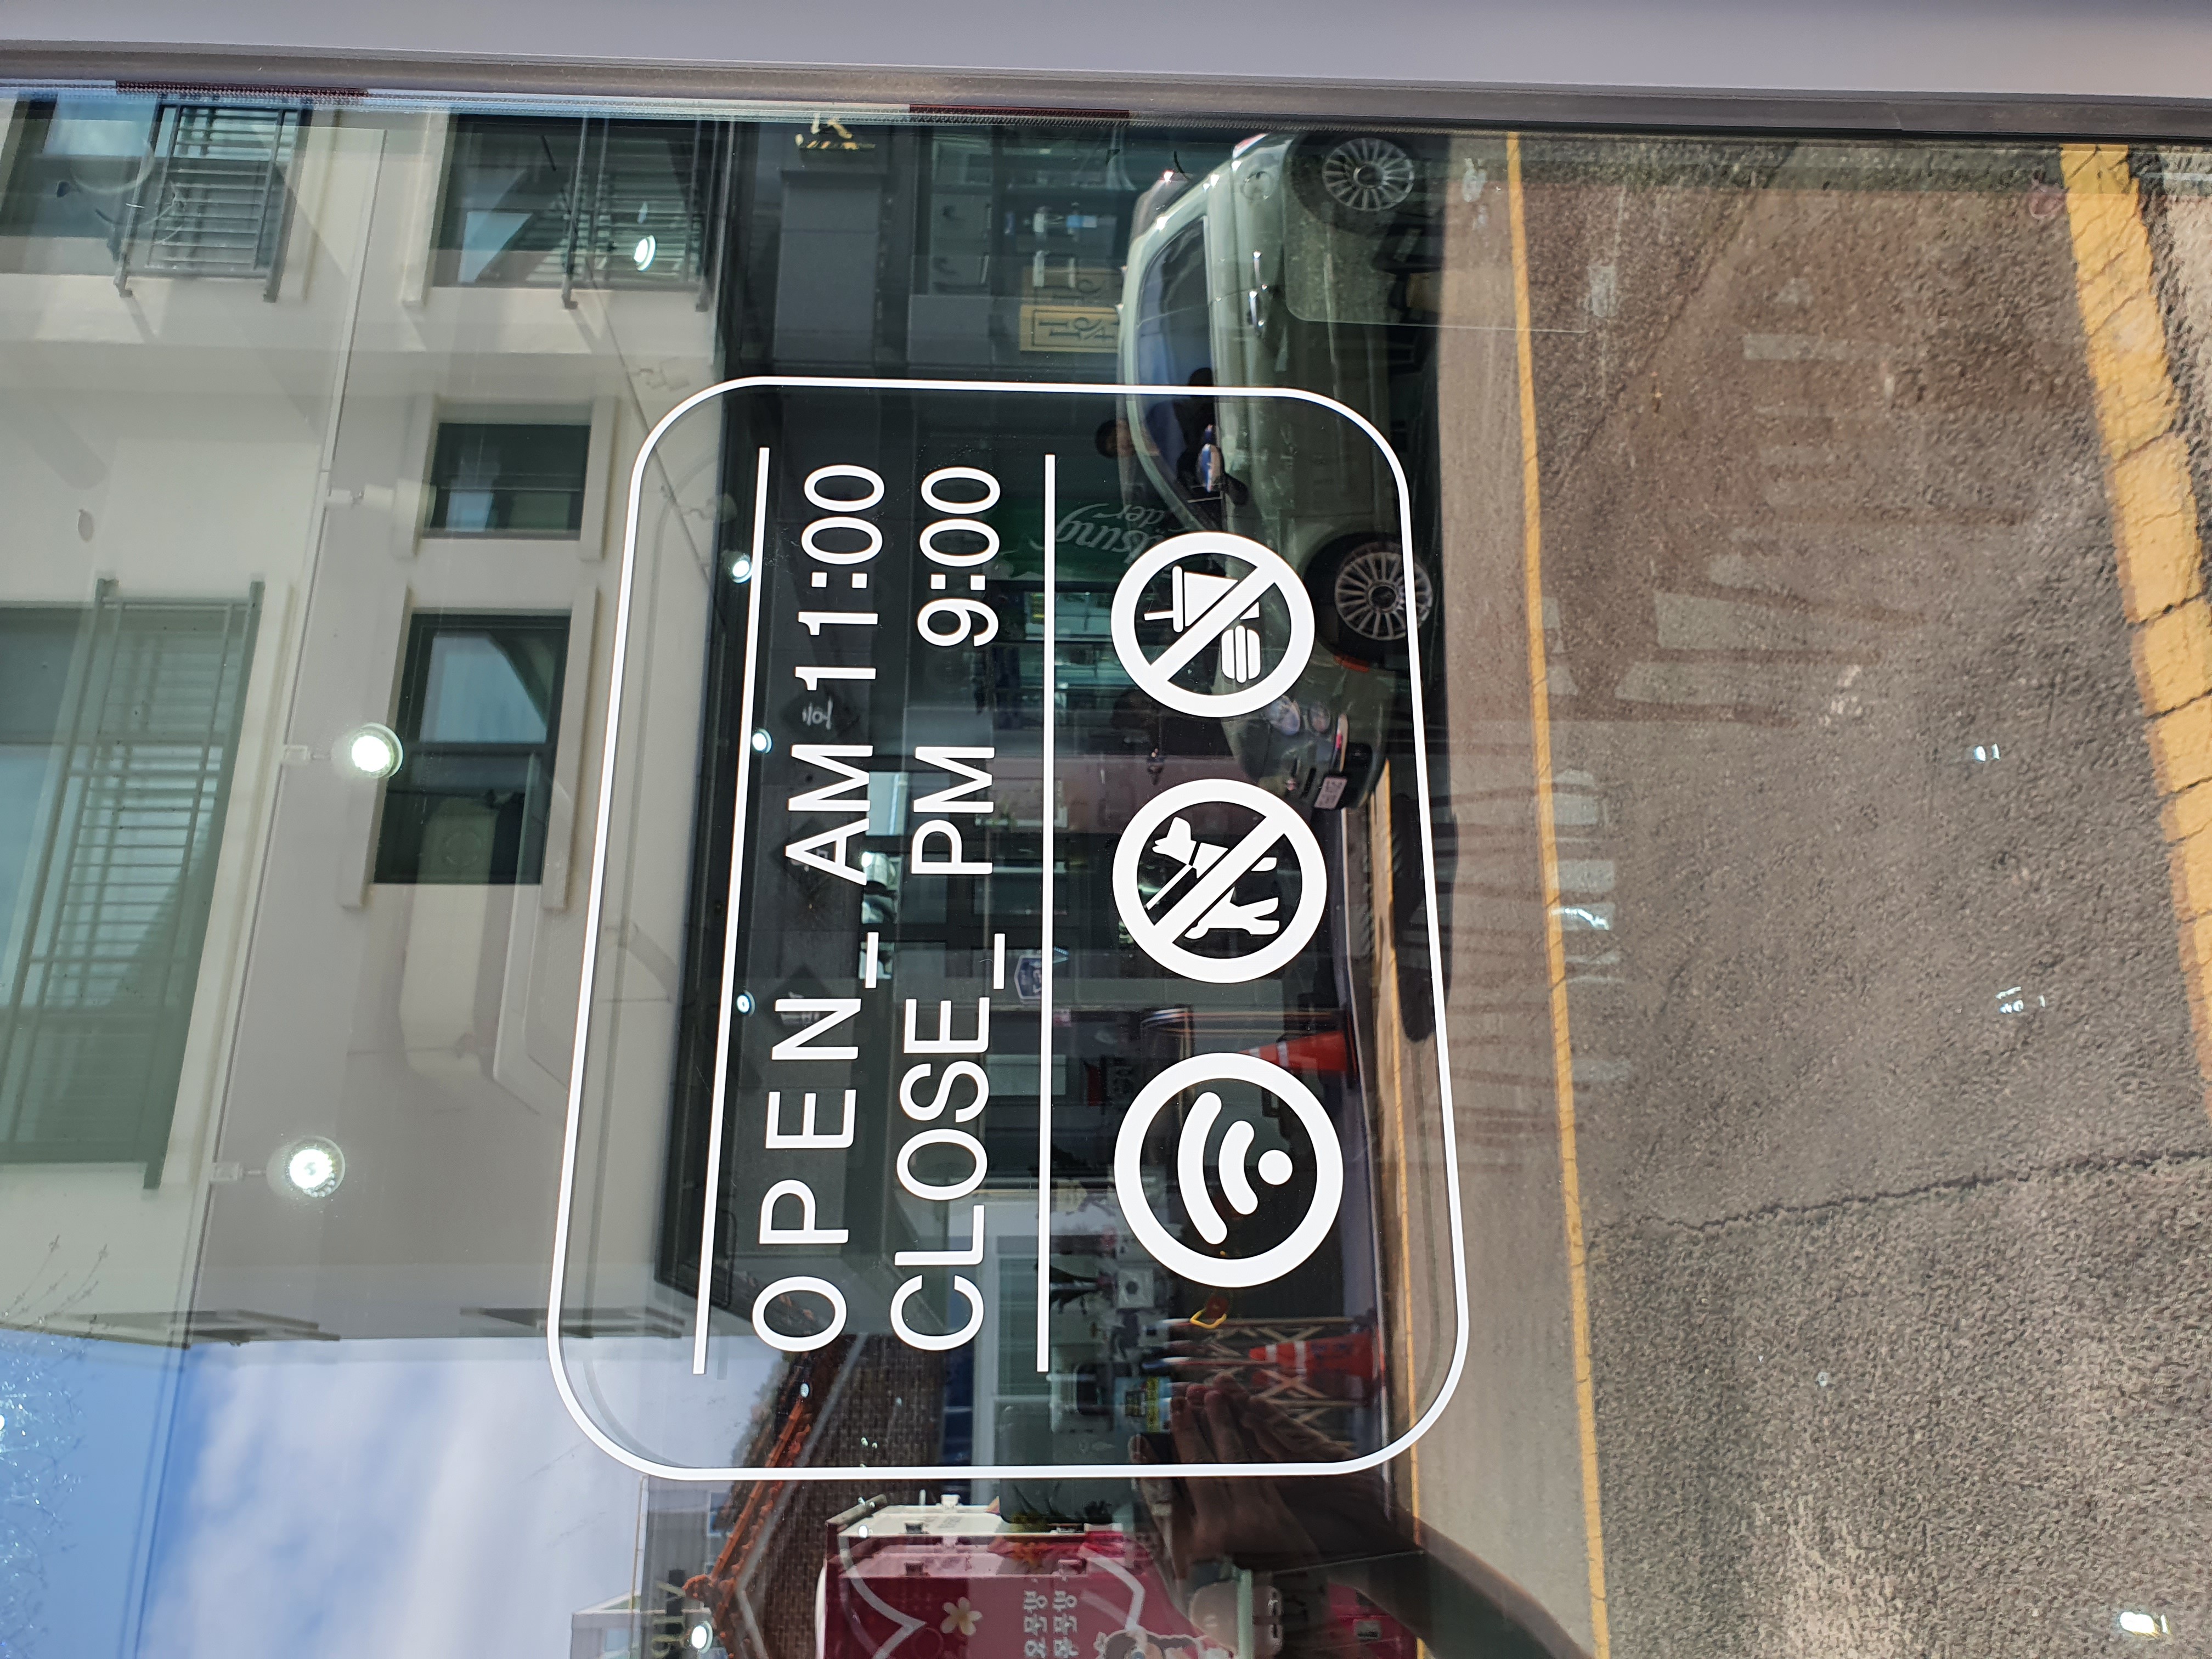 OPEN_ AM 11:00
CLOSE_ PM 9:00